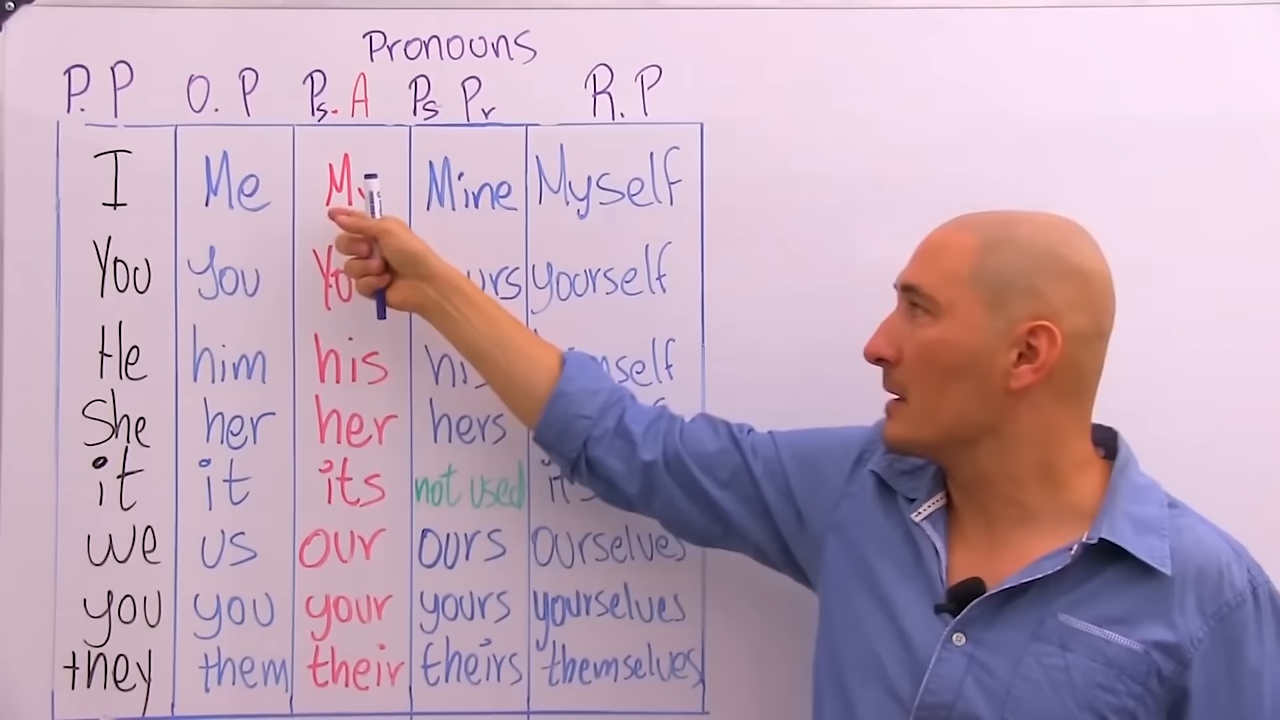 Pronouns
P.P O.P Ps.A Ps Pr R.P
I Me Mine Myself
You you yourself
He him his
She her her hers
it it its not used
we us our ours ourselves
you you your yours yourselves
they them their theirs themselves